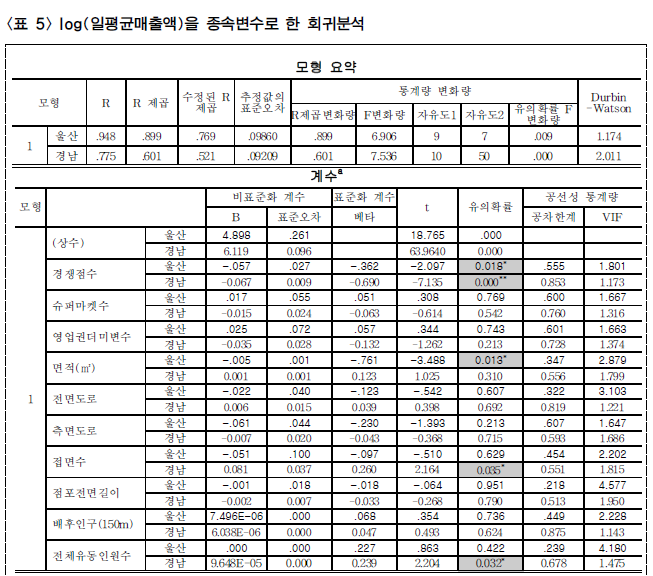 <표 5> log(일평균매출액)을 종속변수로 한 회귀분석
모형 요약
모형 R R 제곱 수정된 R 제곱 추정값의 표준오차 통계량 변화량 Durbin-Watson
R제곱변화량 F변화량 자유도1 자유도2 유의확률 F 변화량
1 울산 .948 .899 .769 .09860 .899 6.906 9 7 .009 1.174
경남 .775 .601 .521 .09209 .601 7.536 10 50 .000 2.011
계수a
모형 비표준화 계수 표준화 계수 t 유의확률 공선성 통계량
B 표준오차 베타 공차한계 VIF
1
(상수) 울산 4.898 .261 18.765 .000
경남 6.119 0.096 63.9640 0.000
경쟁점수 울산 -.057 .027 -.362 -2.097 0.018* .555 1.801
경남 -0.067 0.009 -0.690 -7.135 0.000** 0.853 1.173
슈퍼마켓수 울산 .017 .055 .051 .308 0.769 .600 1.667
경남 -0.015 0.024 -0.063 -0.614 0.542 0.760 1.316
영업권더미변수 울산 .025 .072 .057 .344 0.743 .601 1.663
경남 -0.035 0.028 -0.132 -1.262 0.213 0.728 1.374
면적(㎡) 울산 -.005 .001 -.761 -3.488 0.013* .347 2.879
경남 0.001 0.001 0.123 1.025 0.310 0.556 1.799
전면도로 울산 -.022 .040 -.123 -.542 0.607 .322 3.103
경남 0.006 0.015 0.039 0.398 0.692 0.819 1.221
측면도로 울산 -.061 .044 -.230 -1.393 0.213 .607 1.647
경남 -0.007 0.020 -0.043 -0.368 0.715 0.593 1.686
접면수 울산 -.051 .100 -.097 -.510 0.629 .454 2.202
경남 0.081 0.037 0.260 2.164 0.035* 0.551 1.815
점포전면길이 울산 -.001 .018 -.018 -.064 0.951 .218 4.577
경남 -0.002 0.007 -0.033 -0.268 0.790 0.513 1.950
배후인구(150m) 울산 7.496E-06 .000 .068 .354 0.736 .449 2.228
경남 6.038E-06 0.000 0.047 0.493 0.624 0.875 1.143
전체유동인원수 울산 .000 .000 .227 .863 0.422 .239 4.180
경남 9.648E-05 0.000 0.239 2.204 0.032* 0.678 1.475